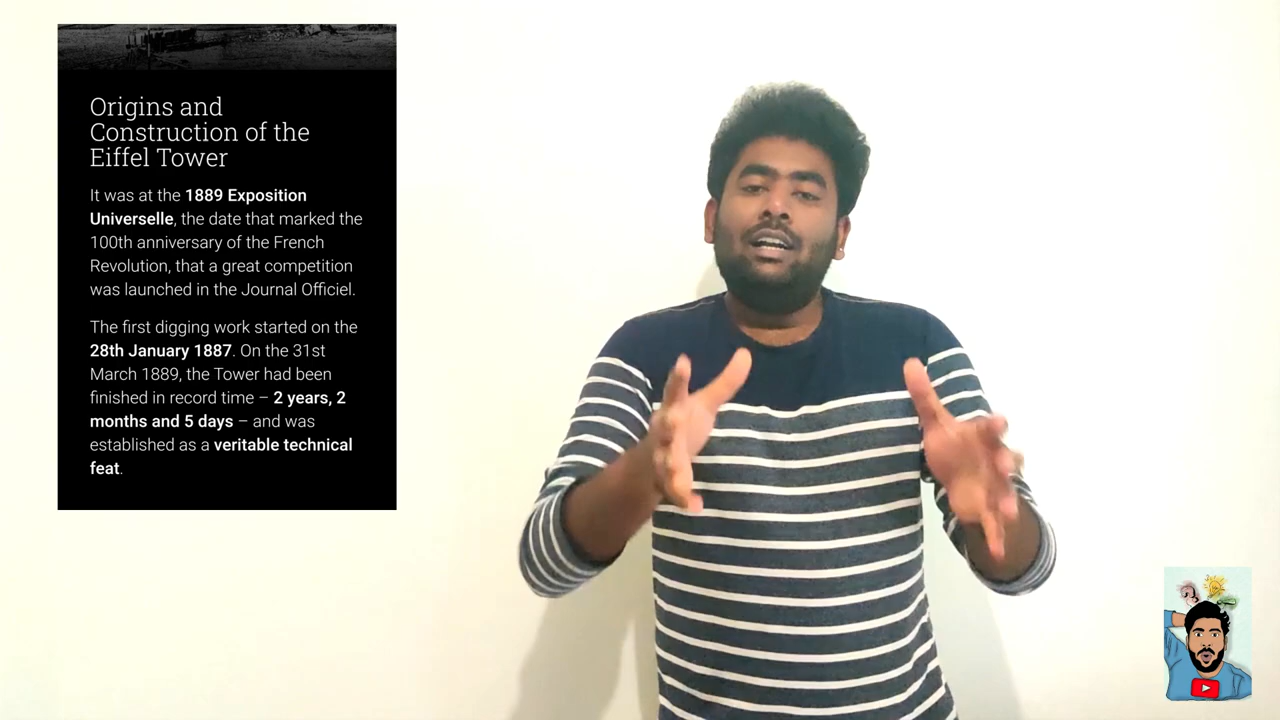 Origins and
Construction of the
Eiffel Tower
It was at the 1889 Exposition
Universelle, the date that marked the
100th anniversary of the French
Revolution, that a great competition
was launched in the Journal Officiel.
The first digging work started on the
28th January 1887. On the 31st
March 1889, the Tower had been
finished in record time – 2 years, 2
months and 5 days – and was
established as a veritable technical
feat.